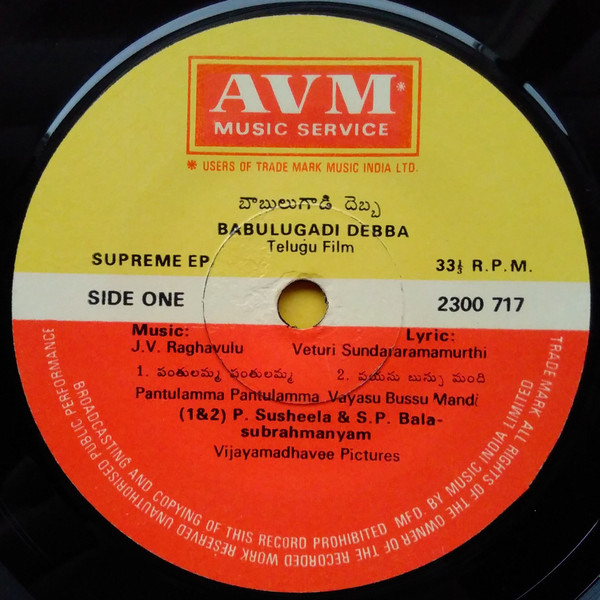 AVM*
MUSIC SERVICE
* USERS OF TRADE MARK MUSIC INDIA LTD.
బాబులుగాడి దెబ్బ
BABULUGADI DEBBA
Telugu Film
SUPREME EP
33⅓ R.P.M.
SIDE ONE
2300 717
Music:
Lyric:
J.V. Raghavulu
Veturi Sundararamamurthi
1. పంతులమ్మ పంతులమ్మ
2. వయసు బుస్సు మంది
Pantulamma Pantulamma Vayasu Bussu Mandi
(1&2) P. Susheela & S.P. Bala-
subrahmanyam
Vijayamadhavee Pictures
TRADE MARK ALL RIGHTS OF THE OWNER OF THE RECORDED WORK RESERVED UNAUTHORISED PUBLIC PERFORMANCE
BROADCASTING AND COPYING OF THIS RECORD PROHIBITED MFD. BY MUSIC INDIA LIMITED